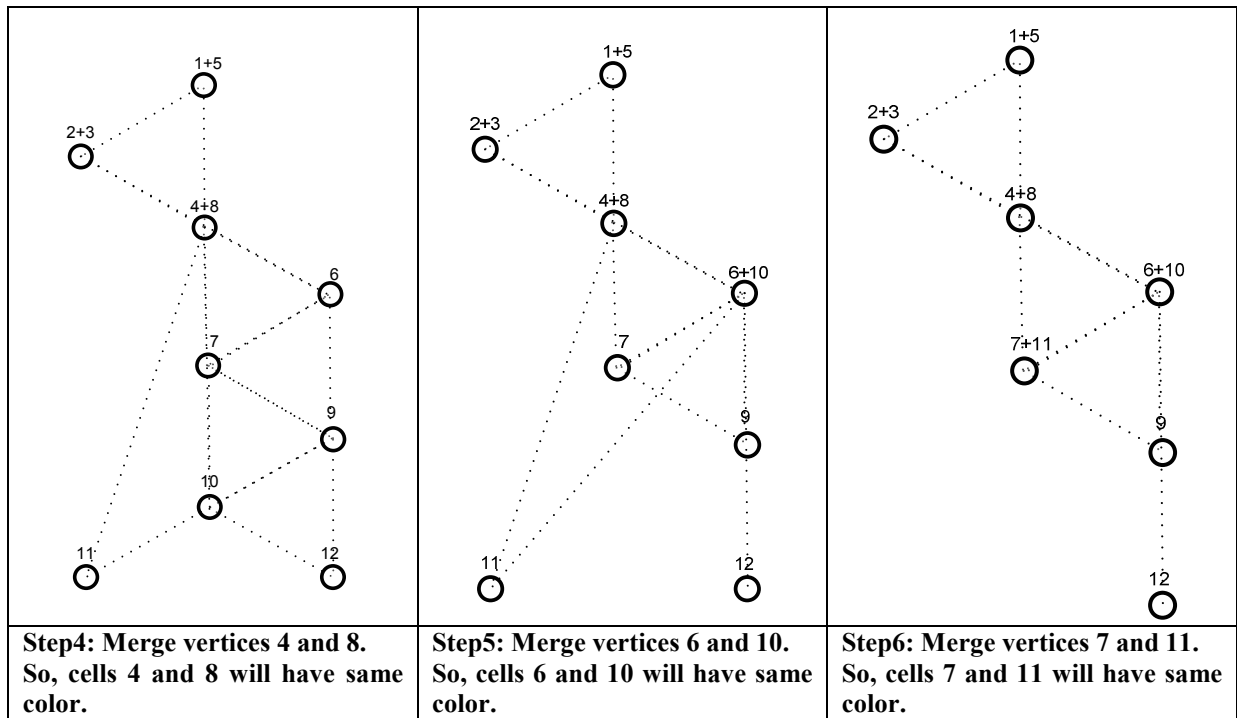 1+5
2+3
4+8
6
7
9
10
11
12
Step4: Merge vertices 4 and 8.
So, cells 4 and 8 will have same
color.
1+5
2+3
4+8
6+10
7
9
11
12
Step5: Merge vertices 6 and 10.
So, cells 6 and 10 will have same
color.
1+5
2+3
4+8
6+10
7+11
9
12
Step6: Merge vertices 7 and 11.
So, cells 7 and 11 will have same
color.